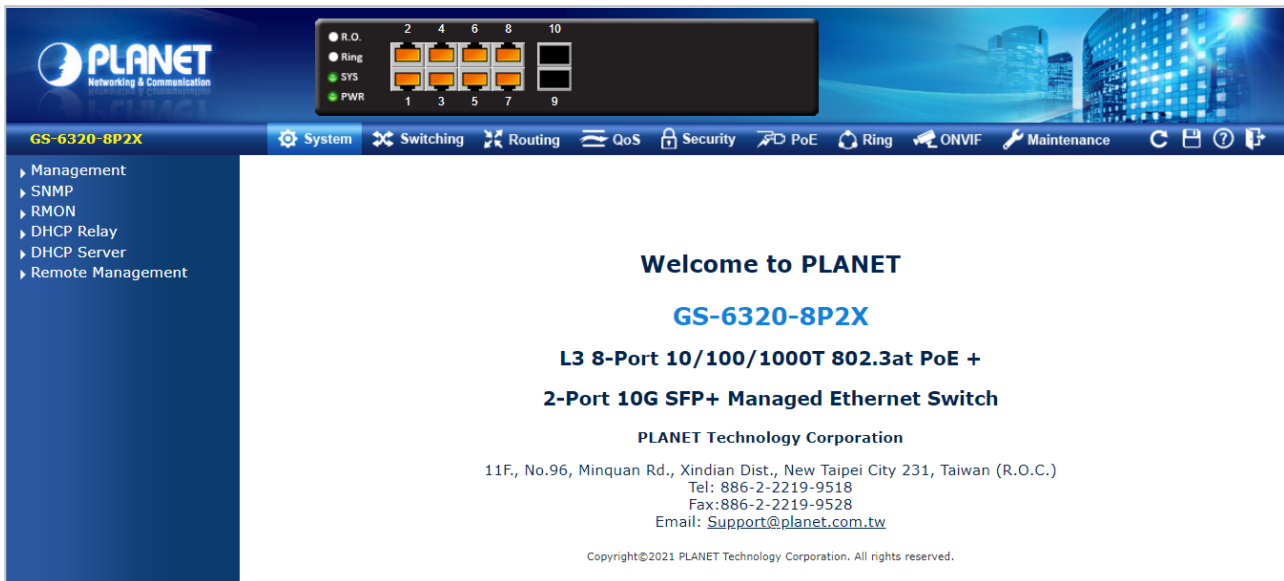 PLANET
Networking & Communication
R.O.
Ring
SYS
PWR
2 4 6 8 10
1 3 5 7 9
GS-6320-8P2X
System Switching Routing QoS Security PoE Ring ONVIF Maintenance
Management
SNMP
RMON
DHCP Relay
DHCP Server
Remote Management
Welcome to PLANET
GS-6320-8P2X
L3 8-Port 10/100/1000T 802.3at PoE +
2-Port 10G SFP+ Managed Ethernet Switch
PLANET Technology Corporation
11F., No.96, Minquan Rd., Xindian Dist., New Taipei City 231, Taiwan (R.O.C.)
Tel: 886-2-2219-9518
Fax:886-2-2219-9528
Email: Support@planet.com.tw
Copyright©2021 PLANET Technology Corporation. All rights reserved.